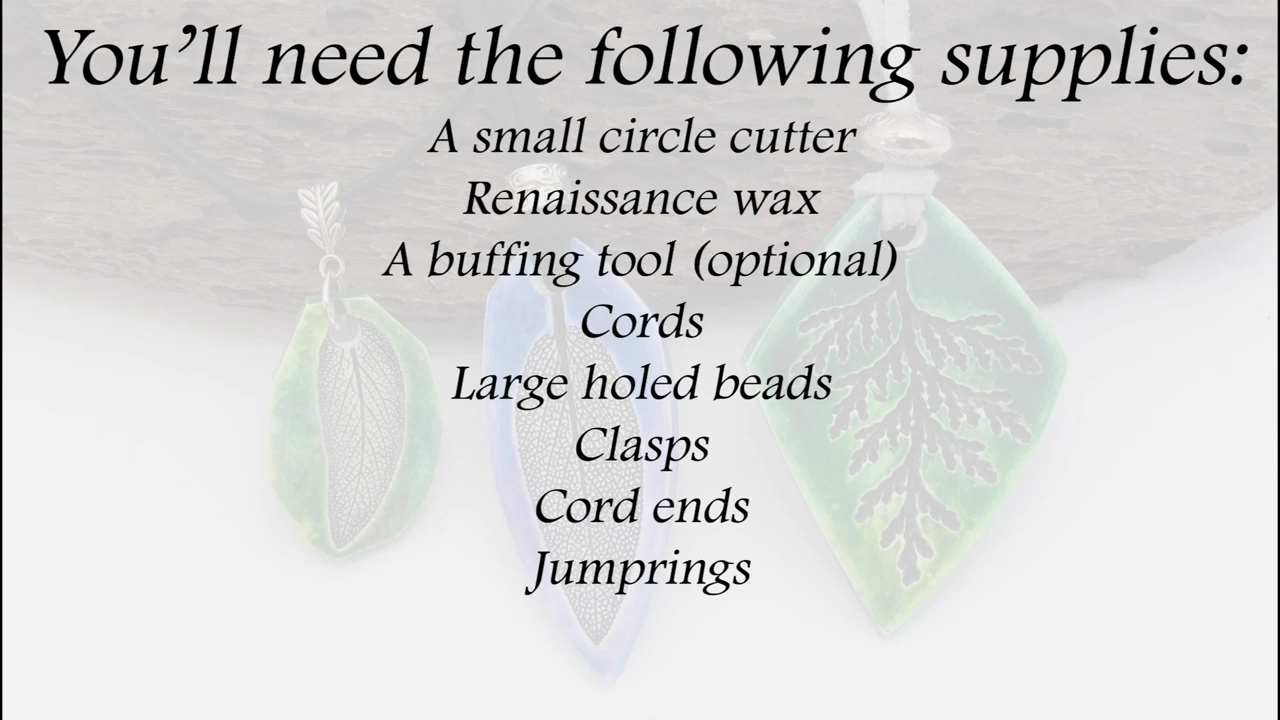 You’ll need the following supplies:
A small circle cutter
Renaissance wax
A buffing tool (optional)
Cords
Large holed beads
Clasps
Cord ends
Jumprings